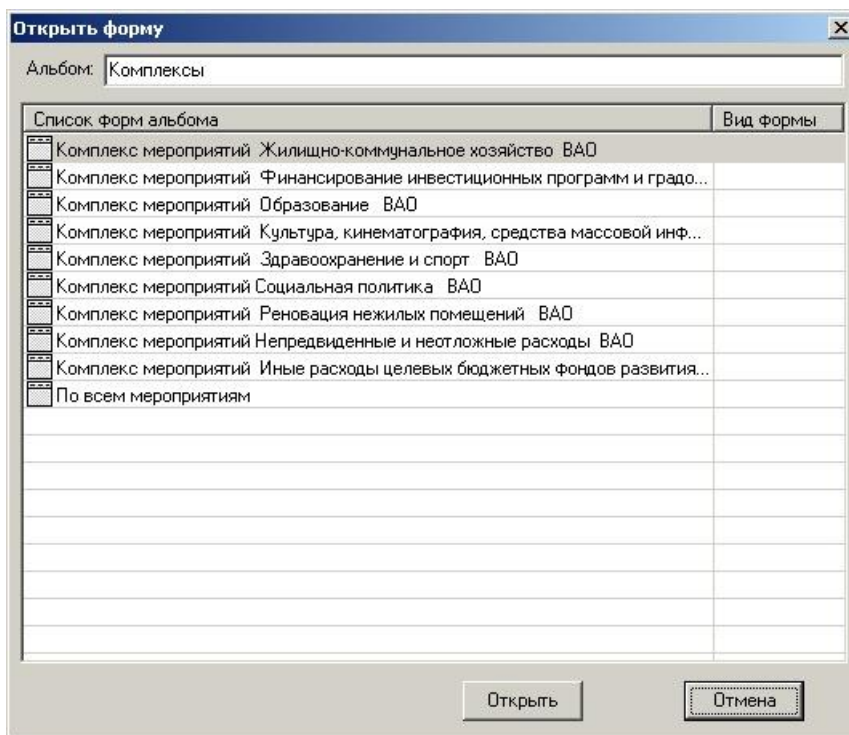 Открыть форму
Альбом: Комплексы
Список форм альбома Вид формы
Комплекс мероприятий Жилищно-коммунальное хозяйство ВАО
Комплекс мероприятий Финансирование инвестиционных программ и градо...
Комплекс мероприятий Образование ВАО
Комплекс мероприятий Культура, кинематография, средства массовой инф...
Комплекс мероприятий Здравоохранение и спорт ВАО
Комплекс мероприятий Социальная политика ВАО
Комплекс мероприятий Реновация нежилых помещений ВАО
Комплекс мероприятий Непредвиденные и неотложные расходы ВАО
Комплекс мероприятий Иные расходы целевых бюджетных фондов развития...
По всем мероприятиям
Открыть Отмена